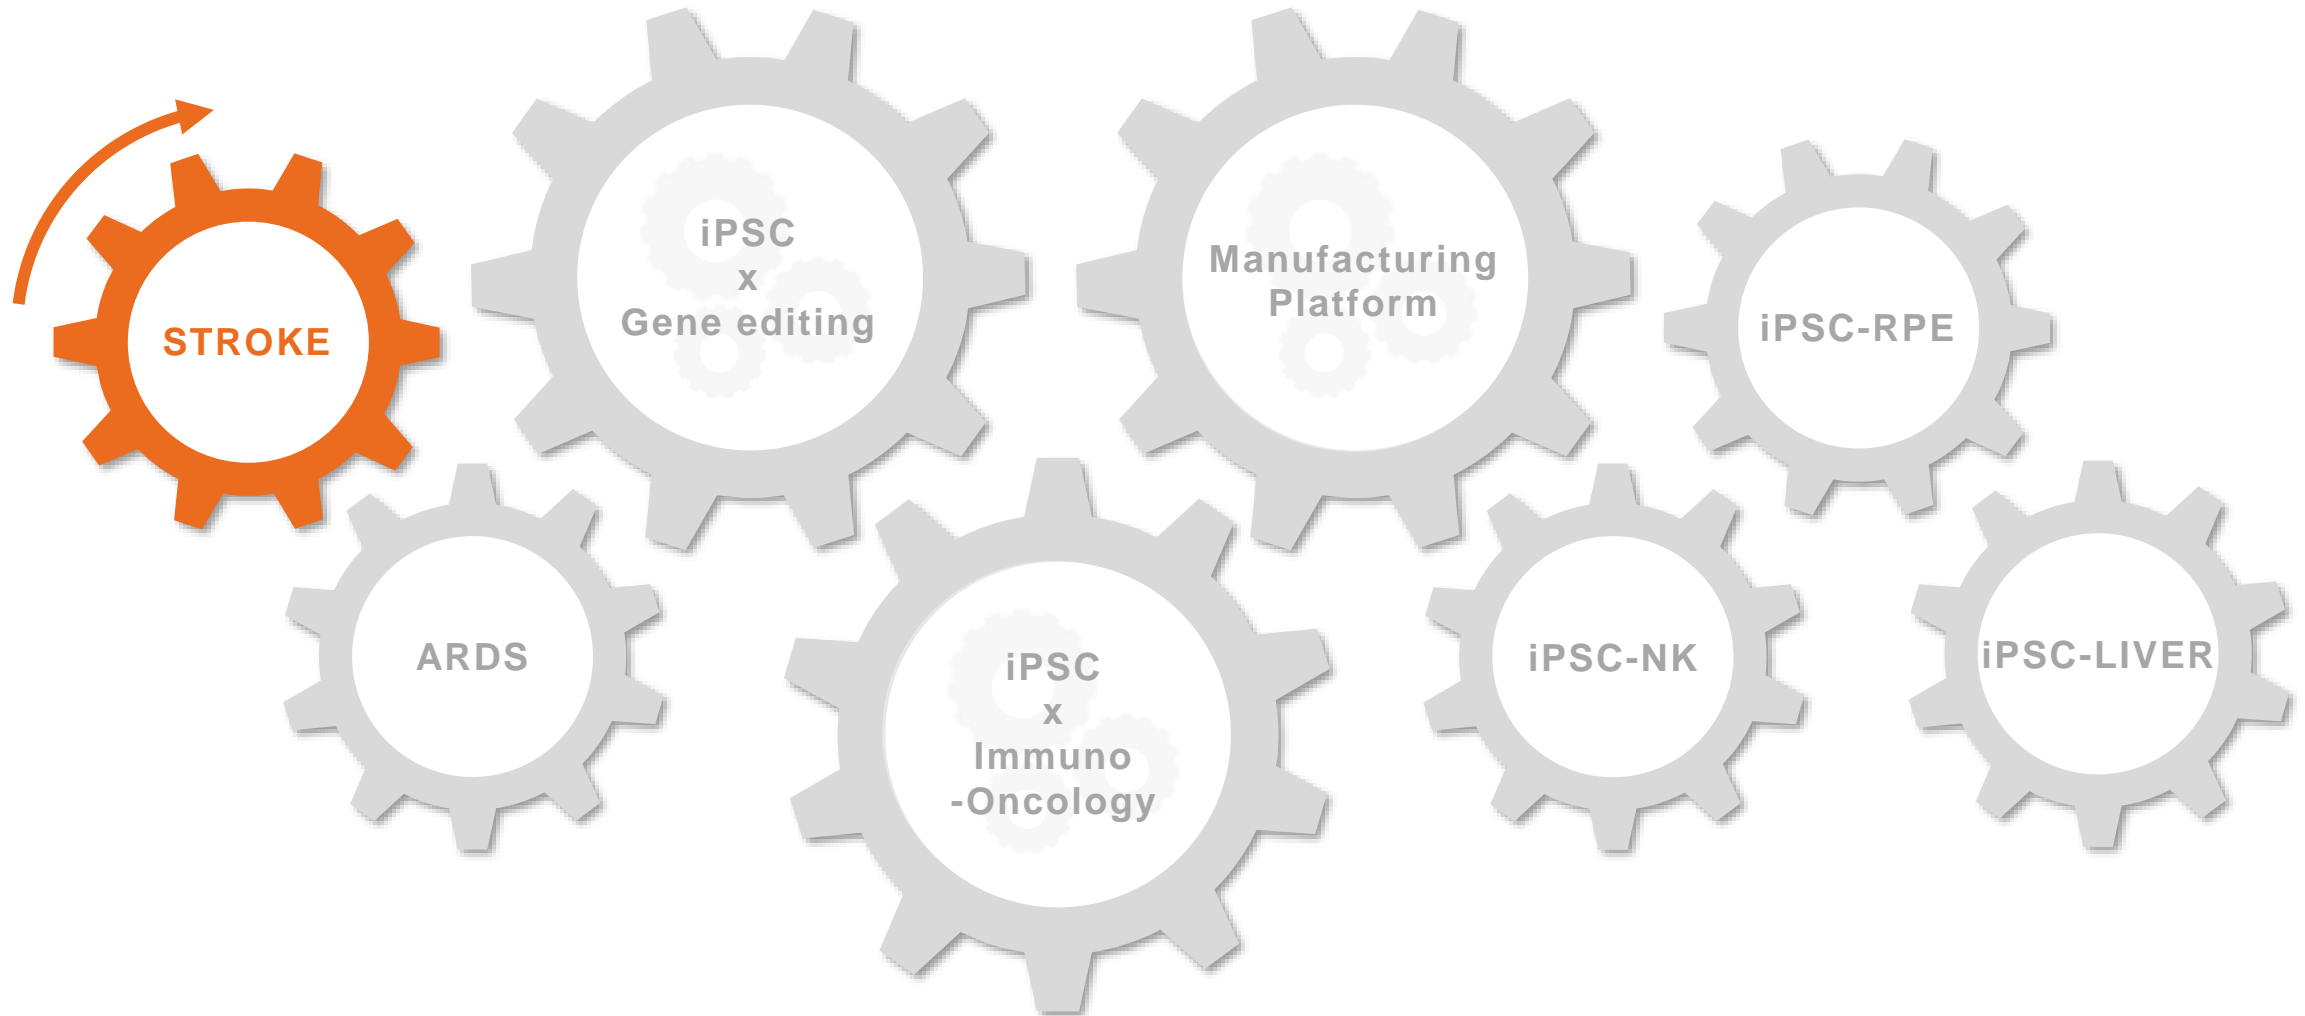 STROKE
iPSC
x
Gene editing
Manufacturing
Platform
iPSC-RPE
ARDS
iPSC
x
Immuno
-Oncology
iPSC-NK
iPSC-LIVER